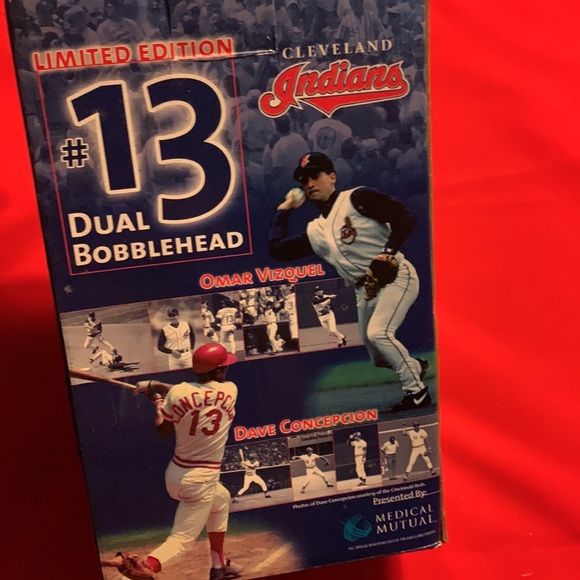 LIMITED EDITION
#13
DUAL
BOBBLEHEAD
CLEVELAND
Indians
OMAR VIZQUEL
CONCEPCION
13
DAVE CONCEPCION
Photos of Dave Concepcion courtesy of the Cincinnati Reds.
Presented By:
MEDICAL
MUTUAL